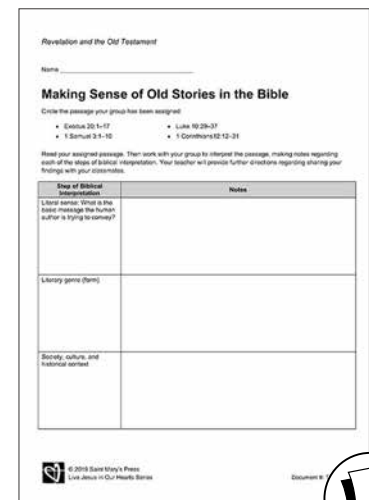 Revelation and the Old Testament
Name
Making Sense of Old Stories in the Bible
Circle the passage your group has been assigned
• Exodus 20:1–17
• 1 Samuel 3:1–10
• Luke 10:29–37
• 1 Corinthians 12:12–31
Read your assigned passage. Then work with your group to interpret the passage, making notes regarding
each of the steps of biblical interpretation. Your teacher will provide further directions regarding sharing your
findings with your classmates.
Step of Biblical
Interpretation
Notes
Literal sense: What is the
basic message the human
author is trying to convey?
Literary genre (form)
Society, culture, and
historical context
© 2019 Saint Mary's Press
Live Jesus in Our Hearts Series
Document #: